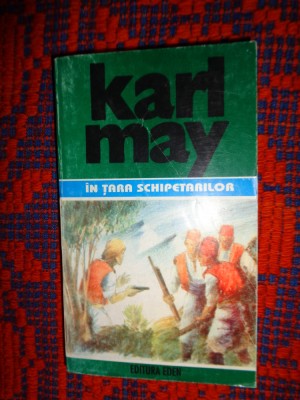 karl
may
ÎN ȚARA SCHIPETARILOR
EDITURA EDEN